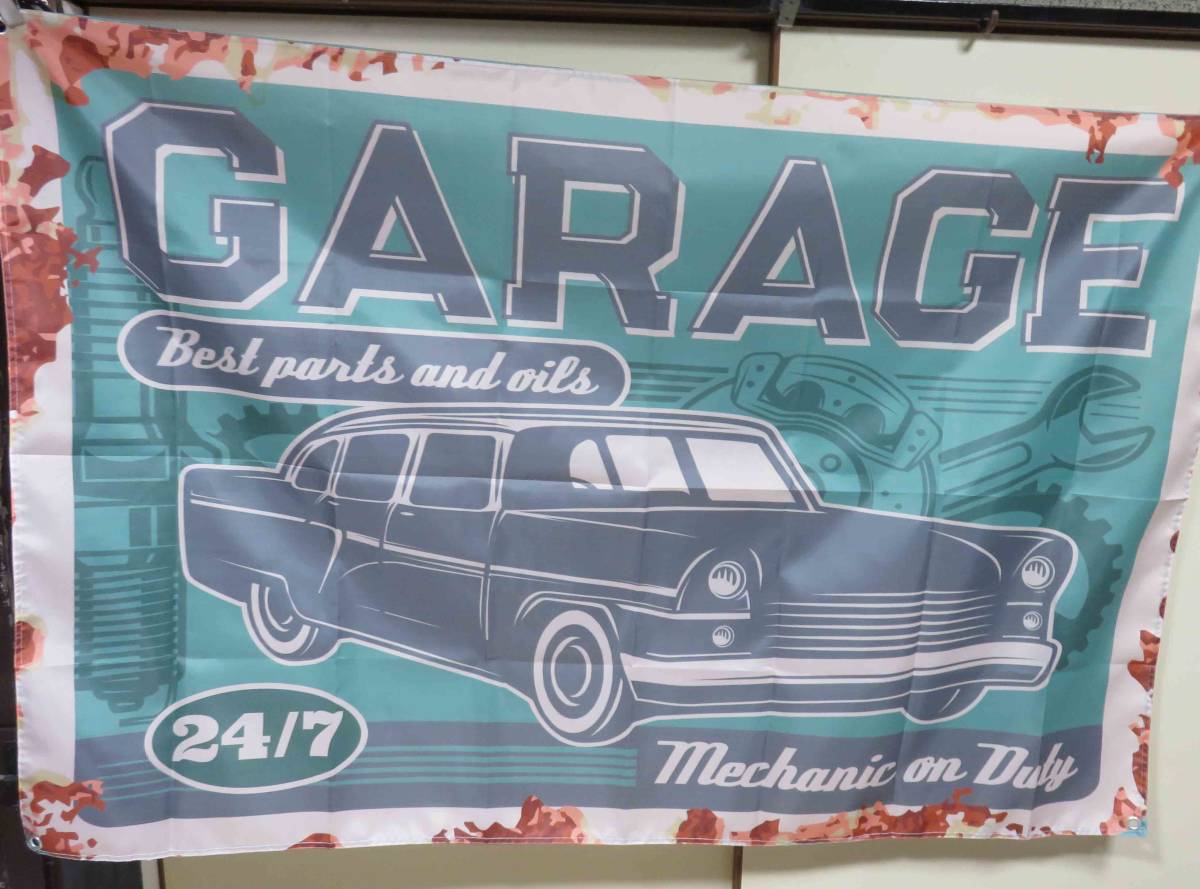 GARAGE
Best parts and oils
24/7
Mechanic on Duty